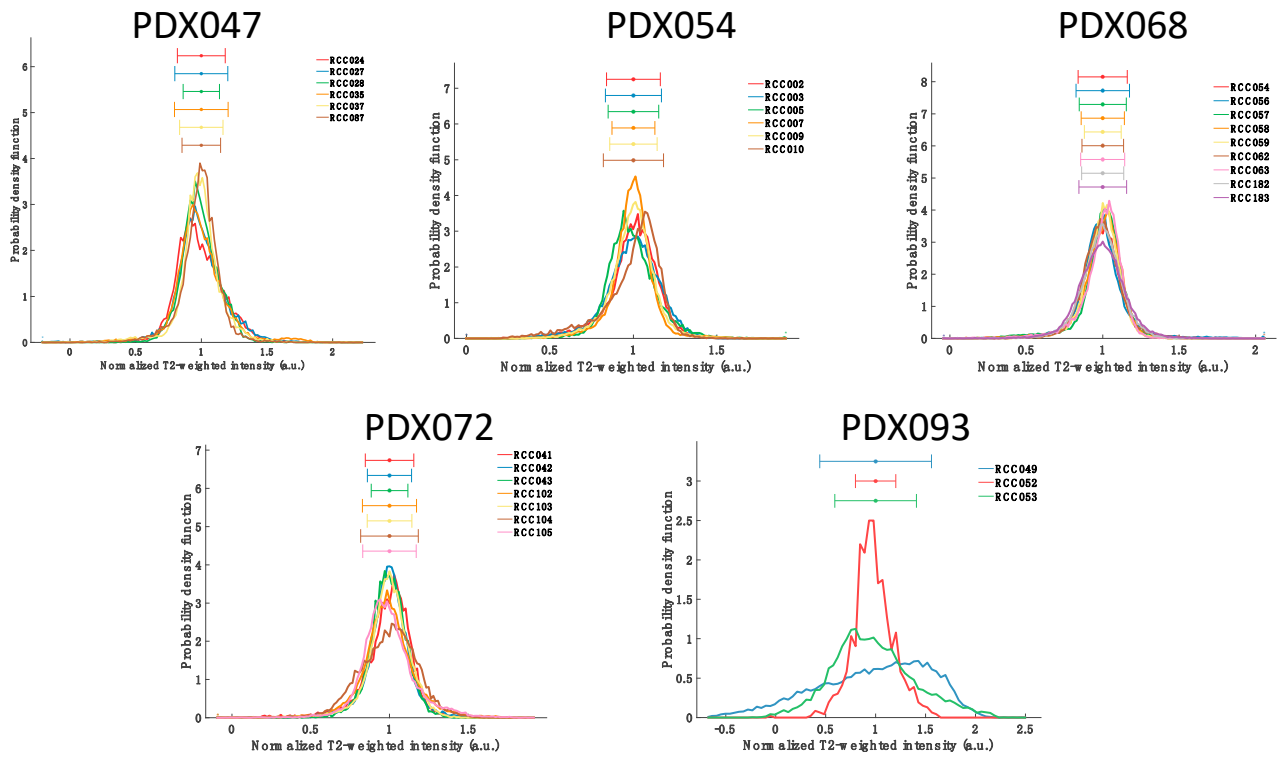 PDX047
PDX054
PDX068
Probability density function
6
5
4
3
2
1
0
0
1
2
Normalized T2-weighted intensity (a.u.)
RCC024
RCC027
RCC028
RCC035
RCC037
RCC087
Probability density function
7
6
5
4
3
2
1
0
0
0.5
1
1.5
Normalized T2-weighted intensity (a.u.)
RCC002
RCC003
RCC005
RCC007
RCC009
RCC010
Probability density function
8
7
6
5
4
3
2
1
0
0
0.5
1
1.5
2
Normalized T2-weighted intensity (a.u.)
RCC054
RCC056
RCC057
RCC058
RCC059
RCC062
RCC063
RCC182
RCC183
PDX072
PDX093
Probability density function
7
6
5
4
3
2
1
0
0
0.5
1
1.5
Normalized T2-weighted intensity (a.u.)
RCC041
RCC042
RCC043
RCC102
RCC103
RCC104
RCC105
Probability density function
3
2.5
2
1.5
1
0.5
0
-0.5
0
0.5
1
1.5
2
2.5
Normalized T2-weighted intensity (a.u.)
RCC049
RCC052
RCC053